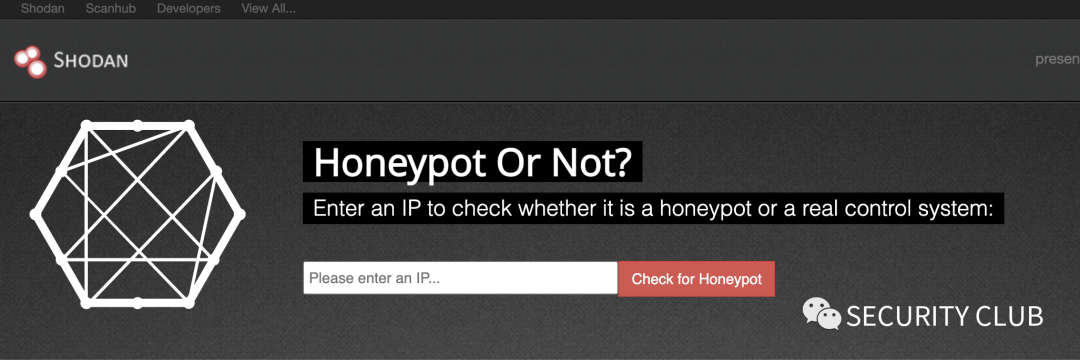 Shodan Scanhub Developers View All...
SHODAN
presen
Honeypot Or Not?
Enter an IP to check whether it is a honeypot or a real control system:
Please enter an IP... Check for Honeypot
SECURITY CLUB